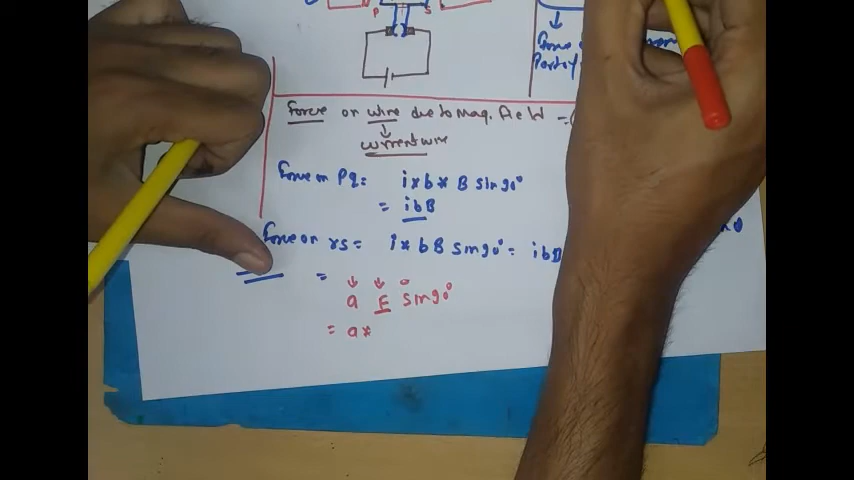 P S
Force
Force on wire due to Mag. field =
current wire
Force on Pq = i×b× B sin90°
= ibB
Force on rs = i× bB sin90° = ibB
=
a F sin90°
= a×